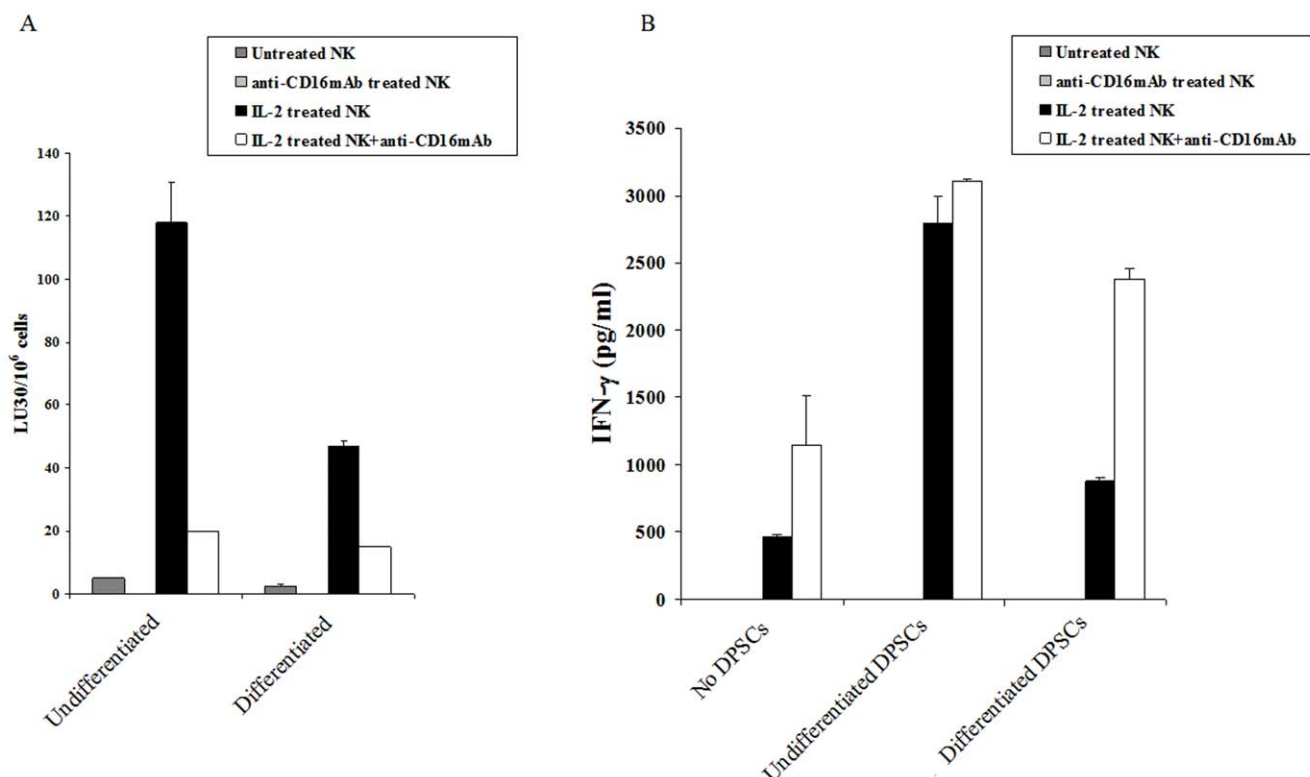 A
Untreated NK
anti-CD16mAb treated NK
IL-2 treated NK
IL-2 treated NK+anti-CD16mAb
140
120
100
80
60
40
20
0
LU30/10⁶ cells
Undifferentiated
Differentiated
B
Untreated NK
anti-CD16mAb treated NK
IL-2 treated NK
IL-2 treated NK+anti-CD16mAb
3500
3000
2500
2000
1500
1000
500
0
IFN-γ (pg/ml)
No DPSCs
Undifferentiated DPSCs
Differentiated DPSCs